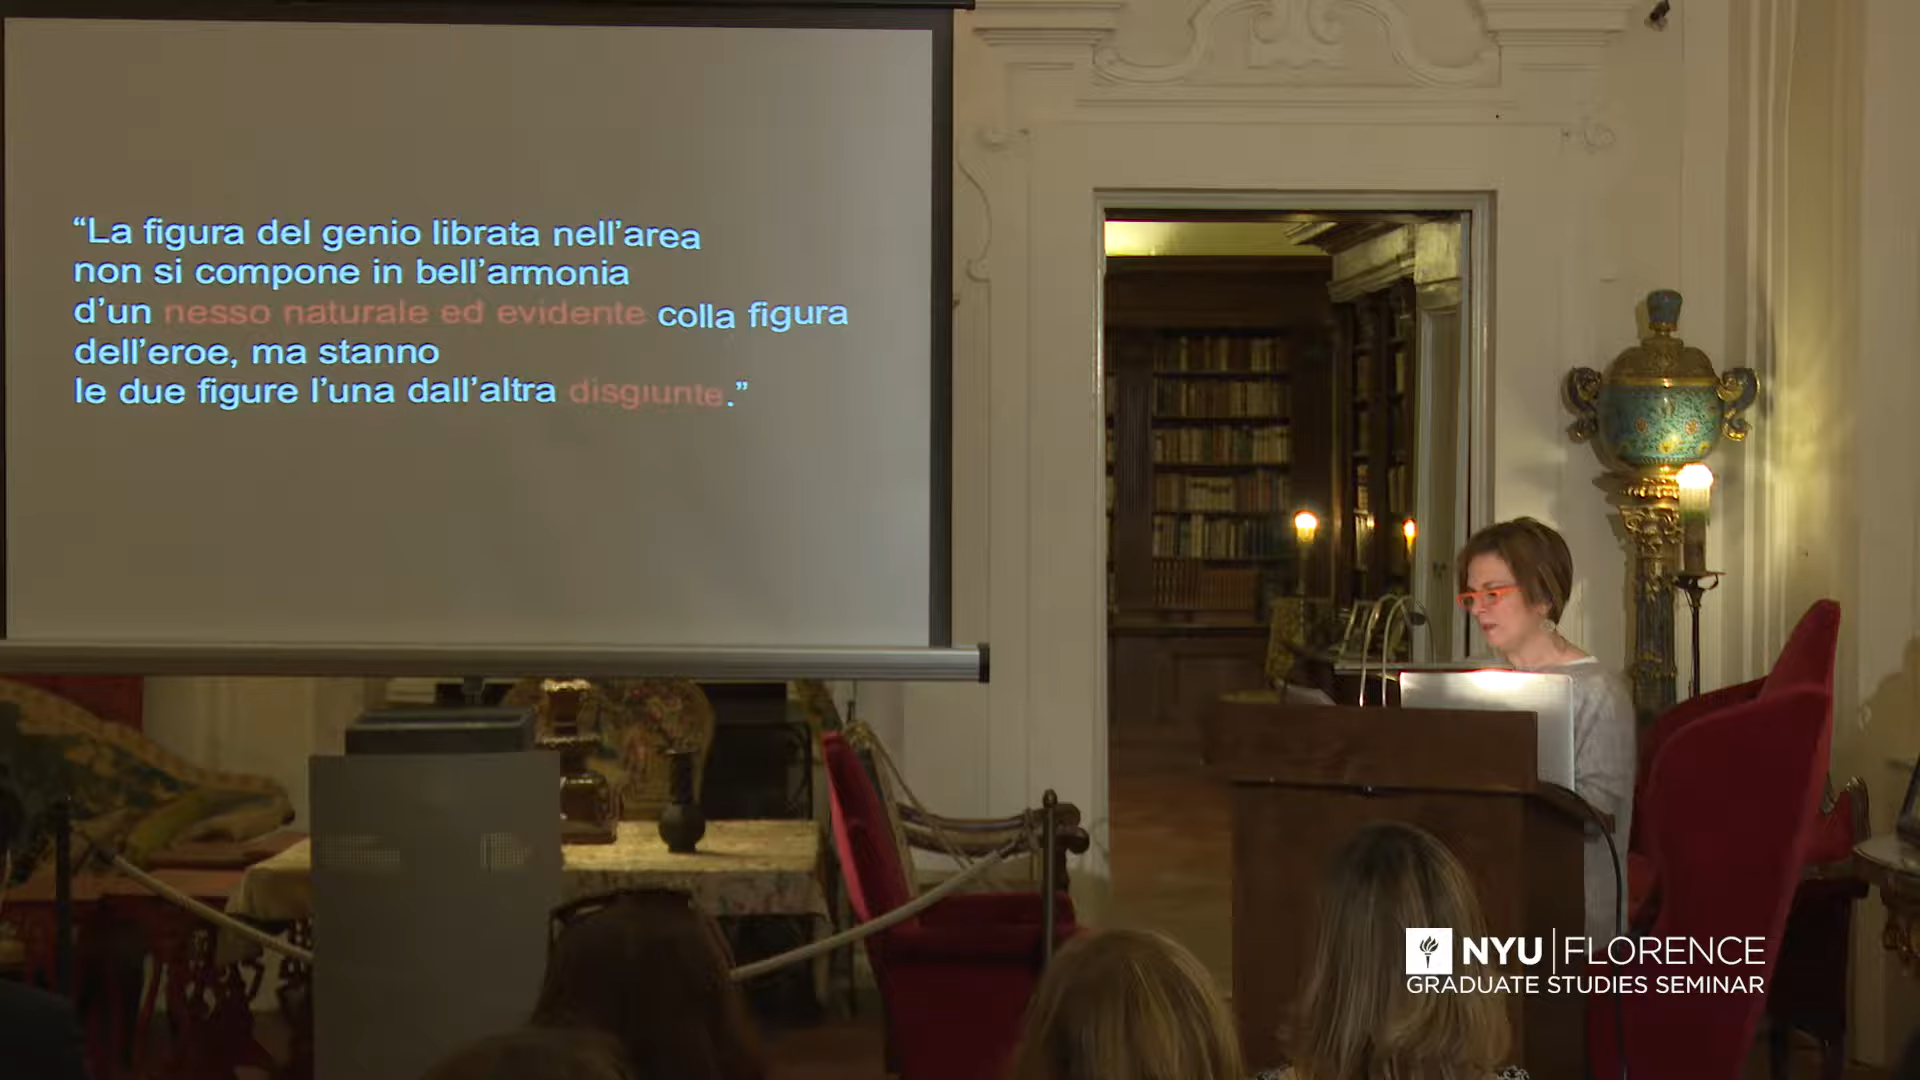 “La figura del genio librata nell’area
non si compone in bell’armonia
d’un nesso naturale ed evidente colla figura
dell’eroe, ma stanno
le due figure l’una dall’altra disgiunte.”
NYU | FLORENCE
GRADUATE STUDIES SEMINAR